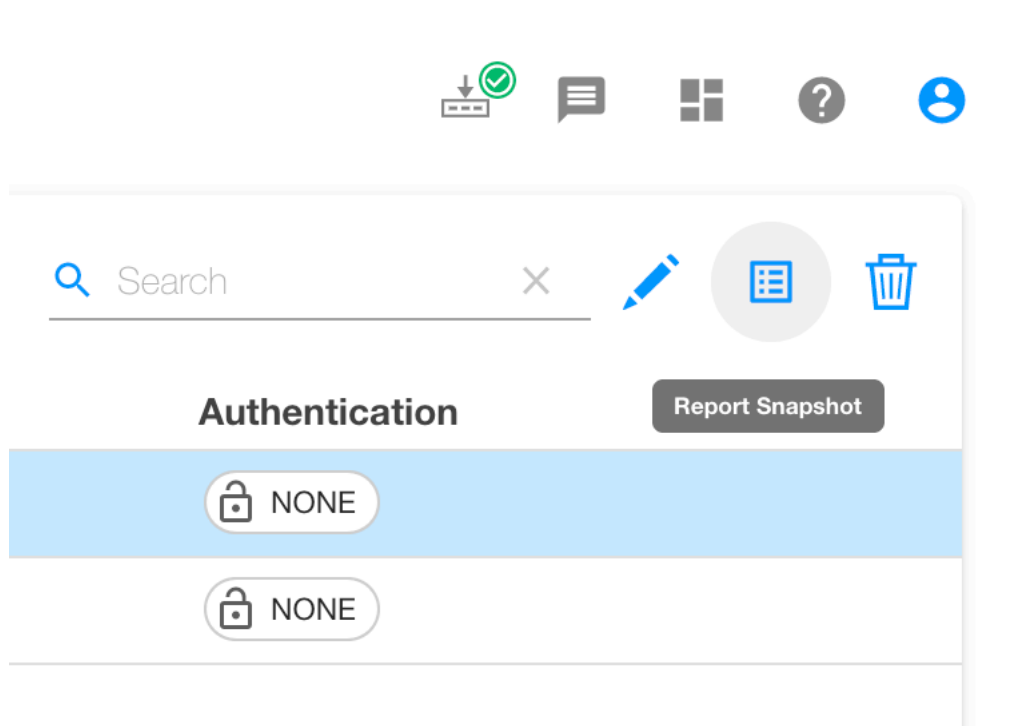 Search
Authentication
Report Snapshot
NONE
NONE